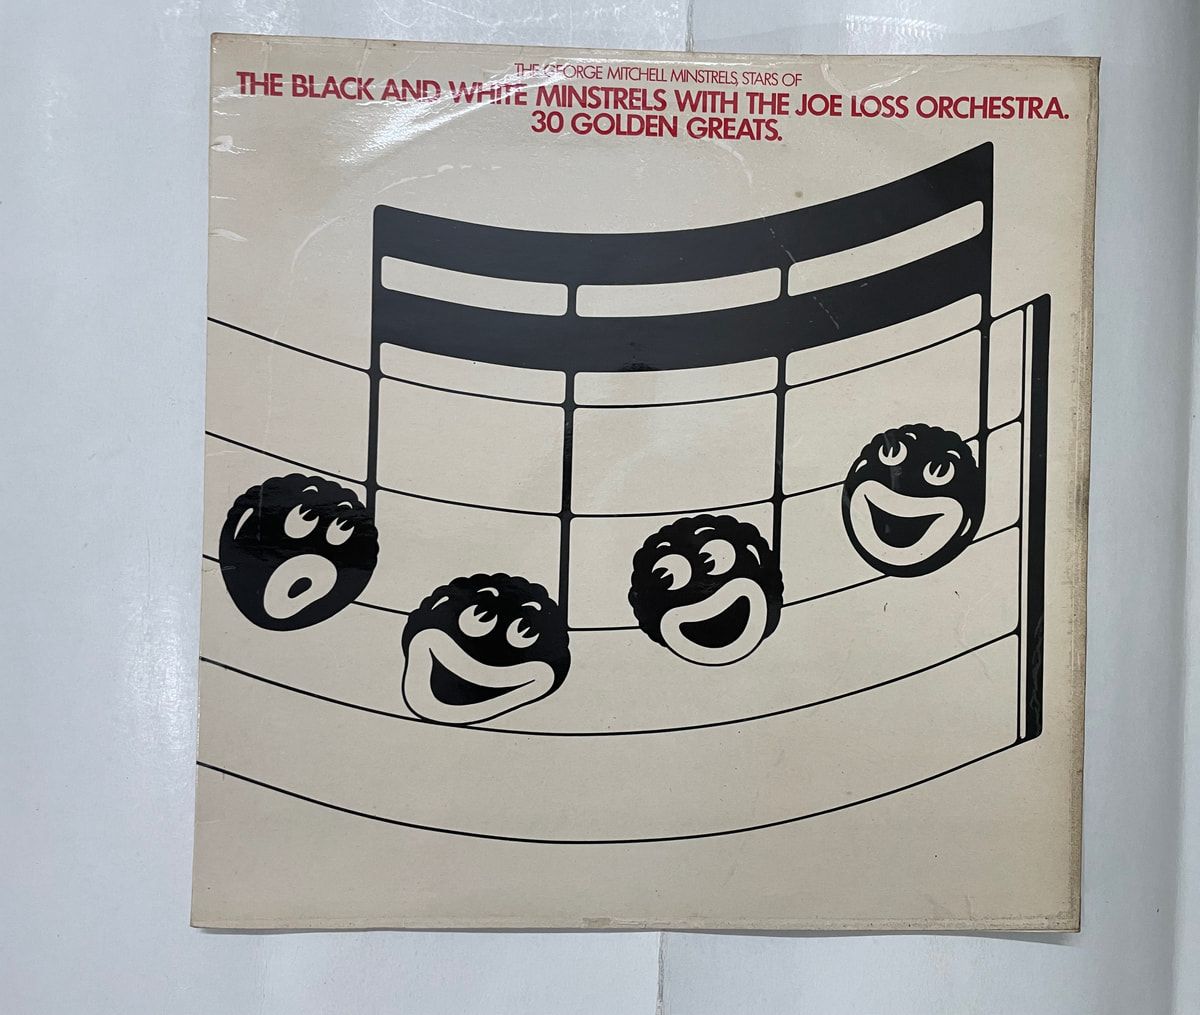 THE GEORGE MITCHELL MINSTRELS, STARS OF
THE BLACK AND WHITE MINSTRELS WITH THE JOE LOSS ORCHESTRA.
30 GOLDEN GREATS.